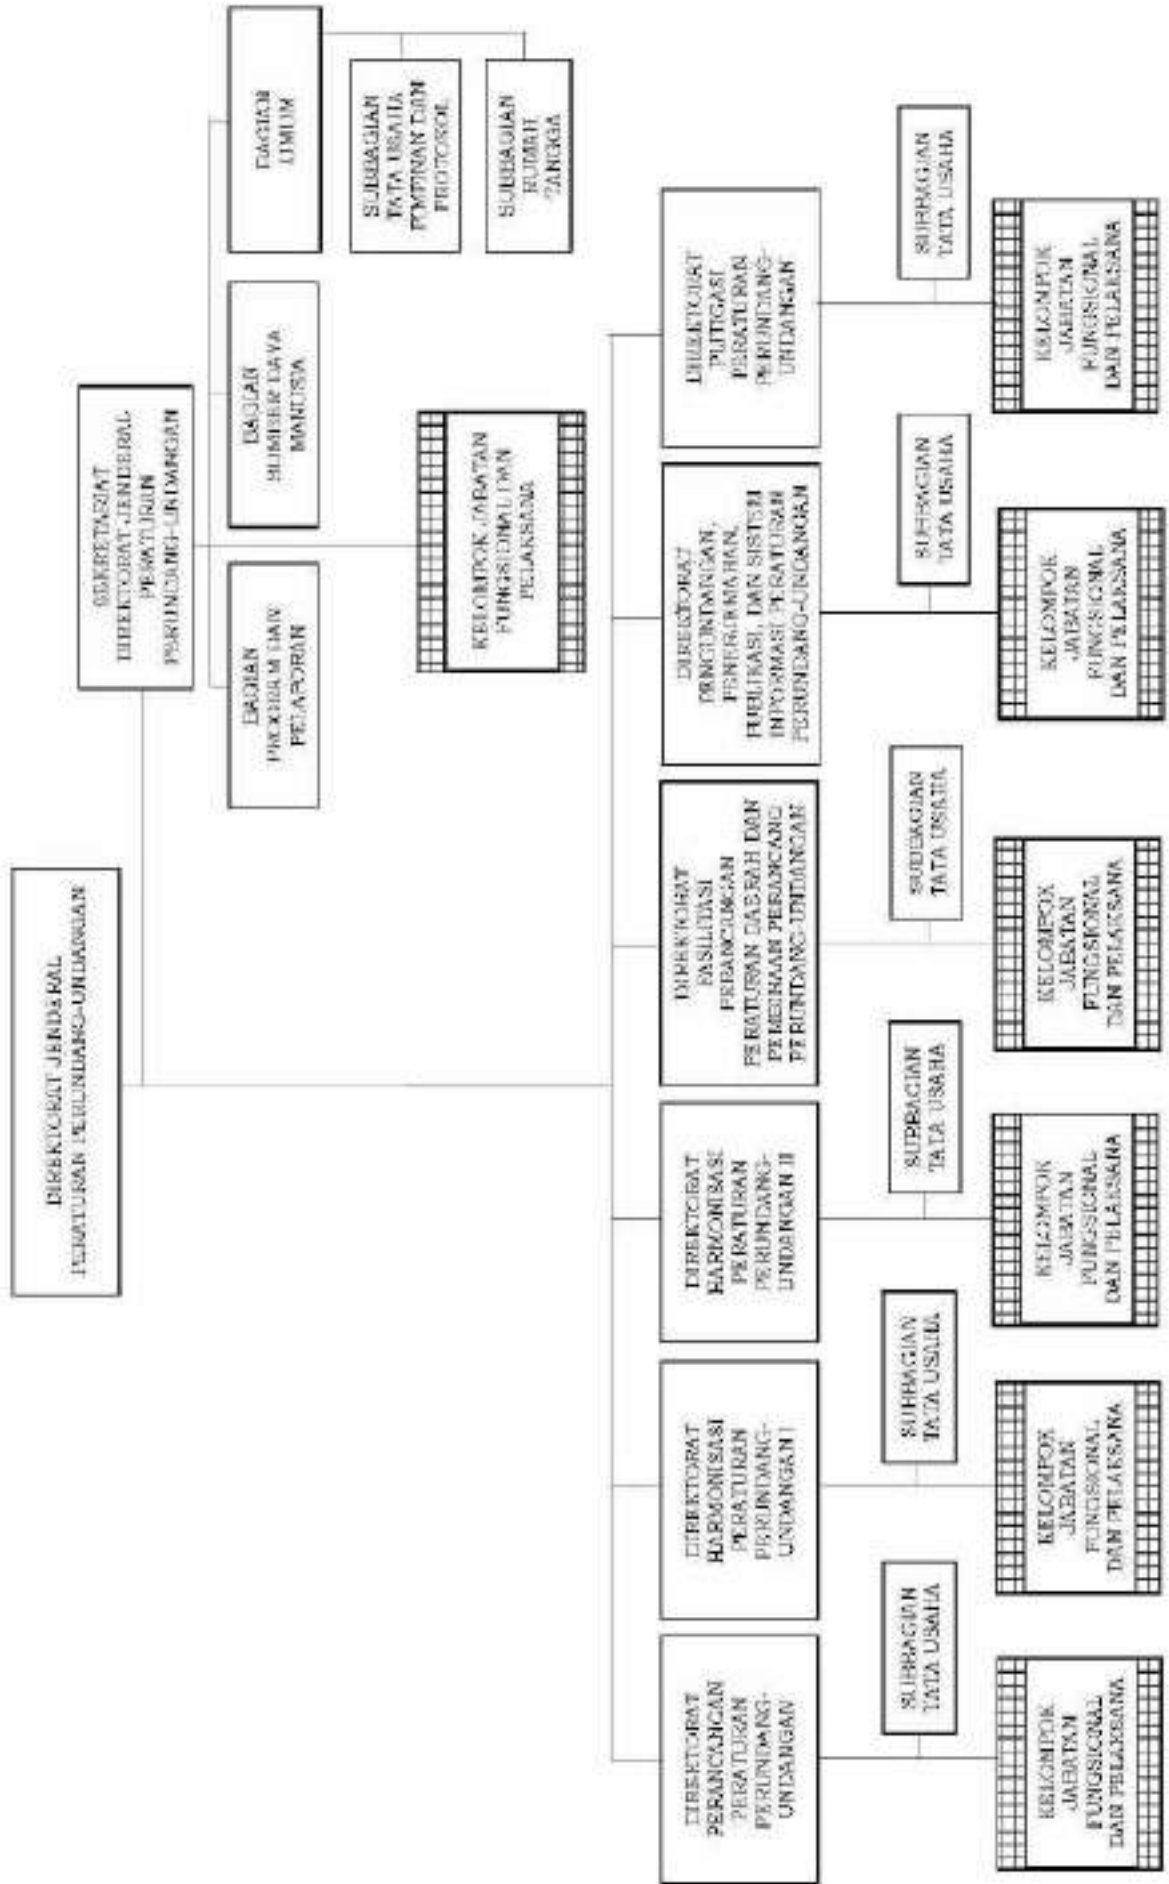 DIREKTORAT JENDERAL
PERATURAN PERUNDANG-UNDANGAN
SEKRETARIAT
DIREKTORAT JENDERAL
PERATURAN
PERUNDANG-UNDANGAN
BAGIAN
PROGRAM DAN
PELAPORAN
BAGIAN
SUMBER DAYA
MANUSIA
BAGIAN
UMUM
SUBBAGIAN
TATA USAHA
PIMPINAN DAN
PROTOKOL
SUBBAGIAN
RUMAH
TANGGA
KELOMPOK JABATAN
FUNGSIONAL DAN
PELAKSANA
DIREKTORAT
PERANCANGAN
PERATURAN
PERUNDANG-
UNDANGAN
DIREKTORAT
HARMONISASI
PERATURAN
PERUNDANG-
UNDANGAN I
DIREKTORAT
HARMONISASI
PERATURAN
PERUNDANG-
UNDANGAN II
DIREKTORAT
FASILITASI
PERANCANGAN
PERATURAN DAERAH DAN
PEMBINAAN PERANCANG
PERUNDANG-UNDANGAN
DIREKTORAT
PENGUNDANGAN,
PENERJEMAHAN,
PUBLIKASI, DAN SISTEM
INFORMASI PERATURAN
PERUNDANG-UNDANGAN
DIREKTORAT
LITIGASI
PERATURAN
PERUNDANG-
UNDANGAN
SUBBAGIAN
TATA USAHA
SUBBAGIAN
TATA USAHA
SUBBAGIAN
TATA USAHA
SUBBAGIAN
TATA USAHA
SUBBAGIAN
TATA USAHA
SUBBAGIAN
TATA USAHA
KELOMPOK
JABATAN
FUNGSIONAL
DAN PELAKSANA
KELOMPOK
JABATAN
FUNGSIONAL
DAN PELAKSANA
KELOMPOK
JABATAN
FUNGSIONAL
DAN PELAKSANA
KELOMPOK
JABATAN
FUNGSIONAL
DAN PELAKSANA
KELOMPOK
JABATAN
FUNGSIONAL
DAN PELAKSANA
KELOMPOK
JABATAN
FUNGSIONAL
DAN PELAKSANA